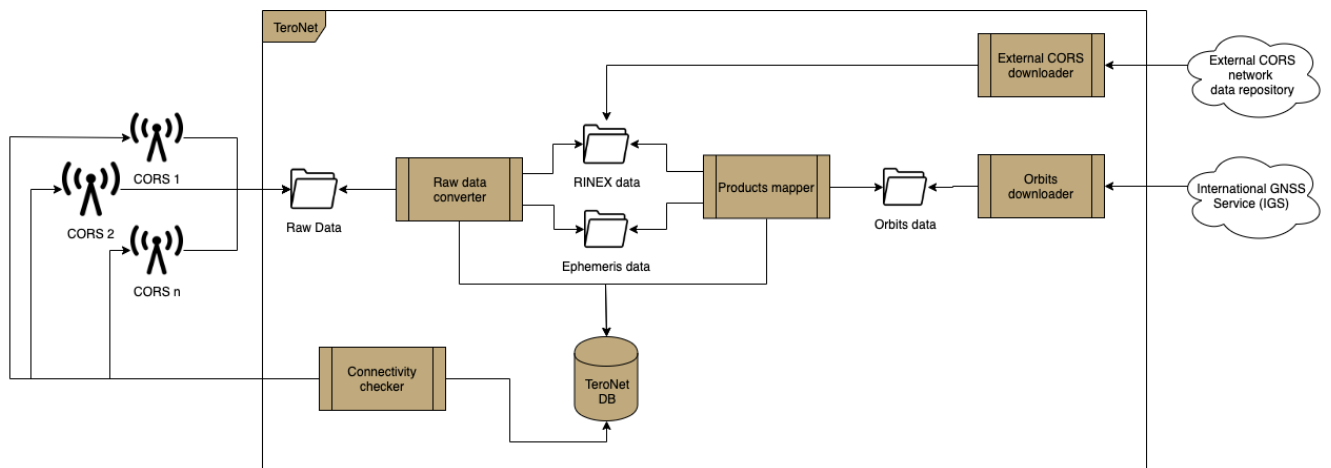 TeroNet
External CORS
downloader
External CORS
network
data repository
CORS 1
CORS 2
CORS n
Raw Data
Raw data
converter
RINEX data
Ephemeris data
Products mapper
Orbits data
Orbits
downloader
International GNSS
Service (IGS)
Connectivity
checker
TeroNet
DB